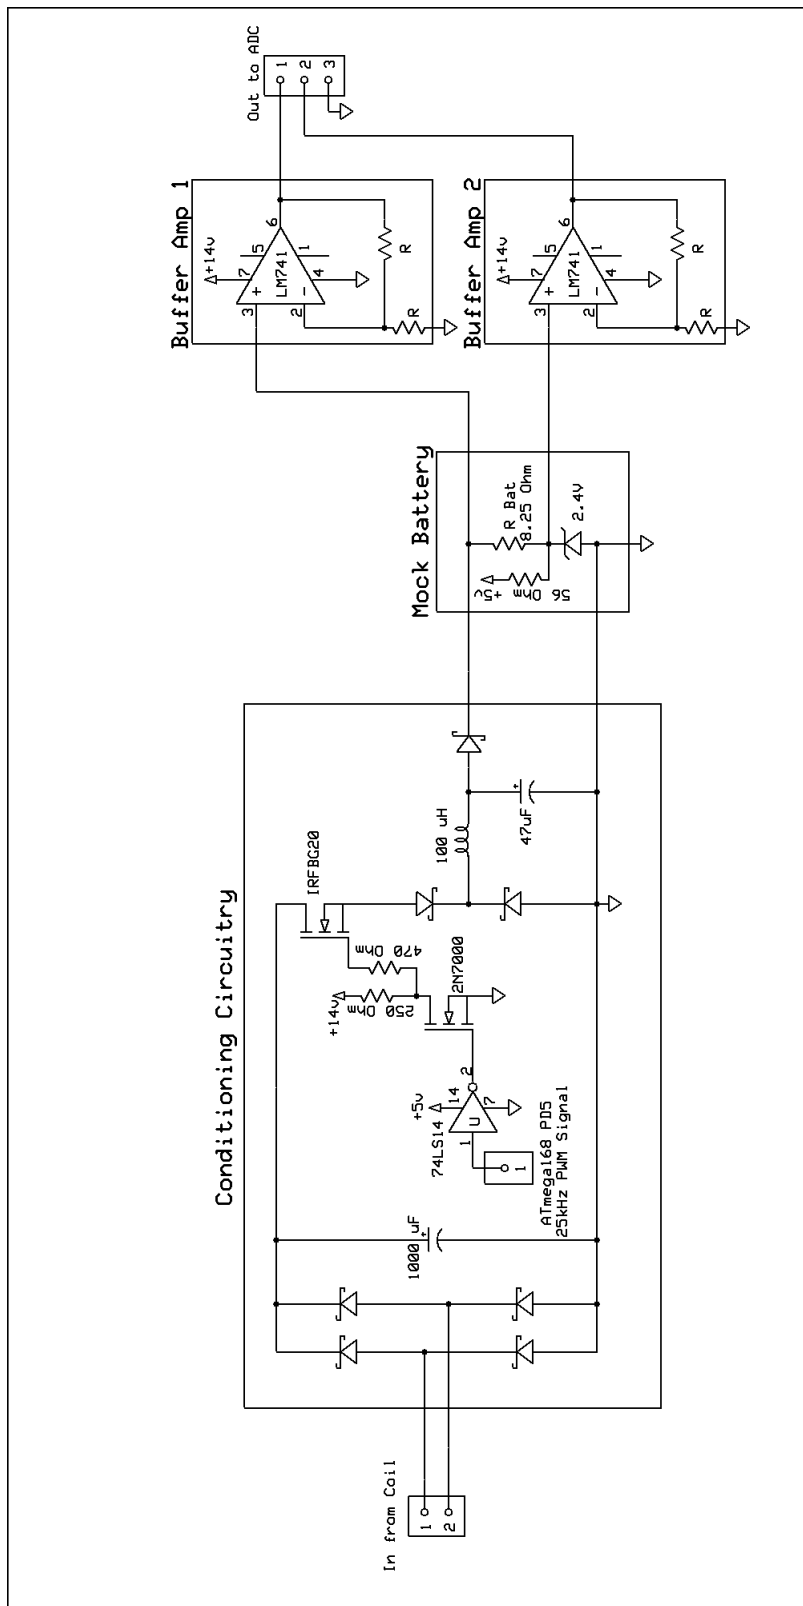 Conditioning Circuitry
In from Coil
1
2
1000 uF
+
ATmega168 PD5
25kHz PWM Signal
1
74LS14
1
2
U
14
7
+5v
2N7000
+14v
250 Ohm
470 Ohm
IRFBG20
100 uH
47uF
+
Mock Battery
56 Ohm
+5v
R Bat
8.25 Ohm
2.4V
Buffer Amp 1
+14v
3
2
+
-
LM741
7
5
1
4
6
R
R
Buffer Amp 2
+14v
3
2
+
-
LM741
7
5
1
4
6
R
R
Out to ADC
1
2
3